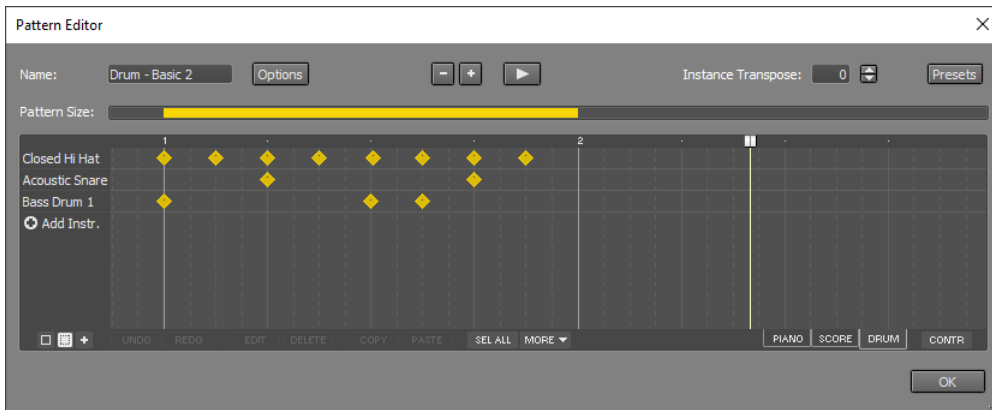 Pattern Editor
Name: Drum - Basic 2 Options - + Instance Transpose: 0 Presets
Pattern Size:
1 2
Closed Hi Hat
Acoustic Snare
Bass Drum 1
Add Instr.
+ UNDO REDO EDIT DELETE COPY PASTE SEL ALL MORE PIANO SCORE DRUM CONTR
OK